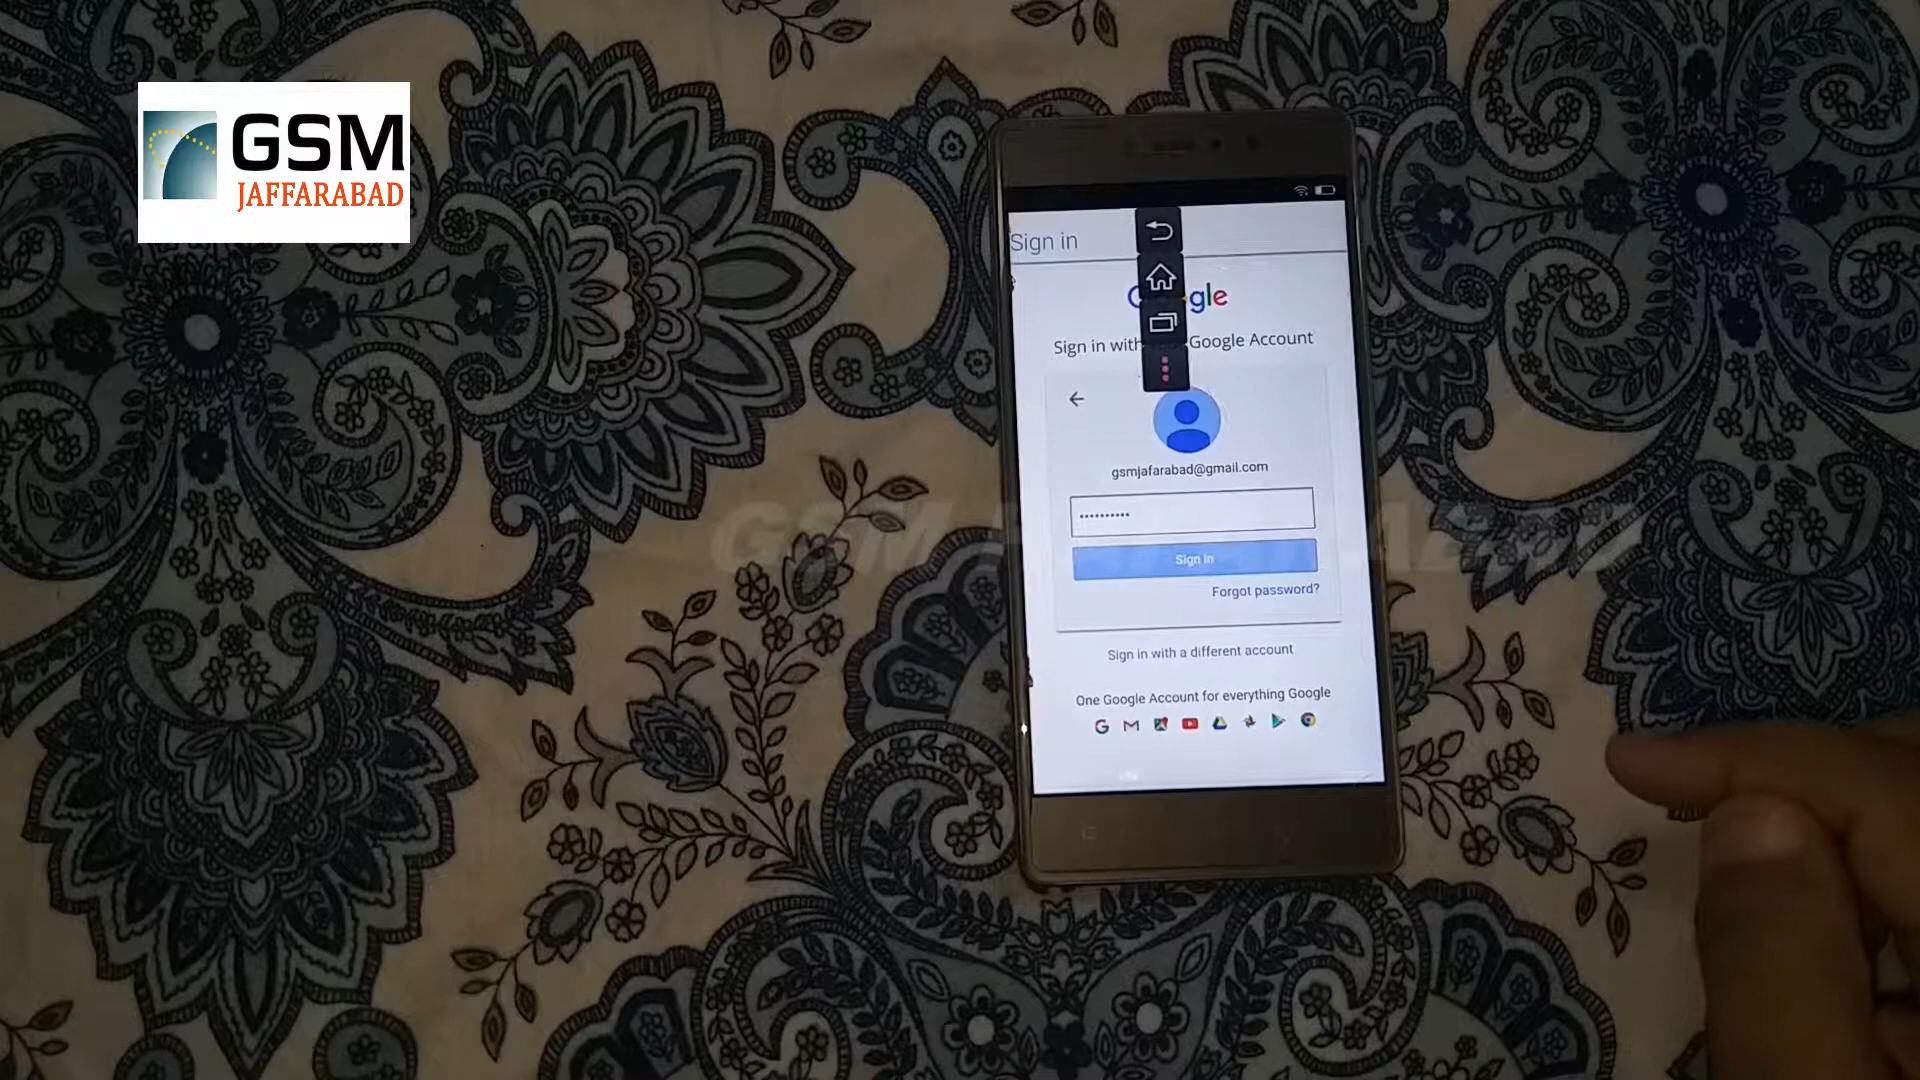 GSM
JAFFARABAD
Sign in
gle
Sign in with Google Account
gsmjafarabad@gmail.com
••••••••••
Sign in
Forgot password?
Sign in with a different account
One Google Account for everything Google